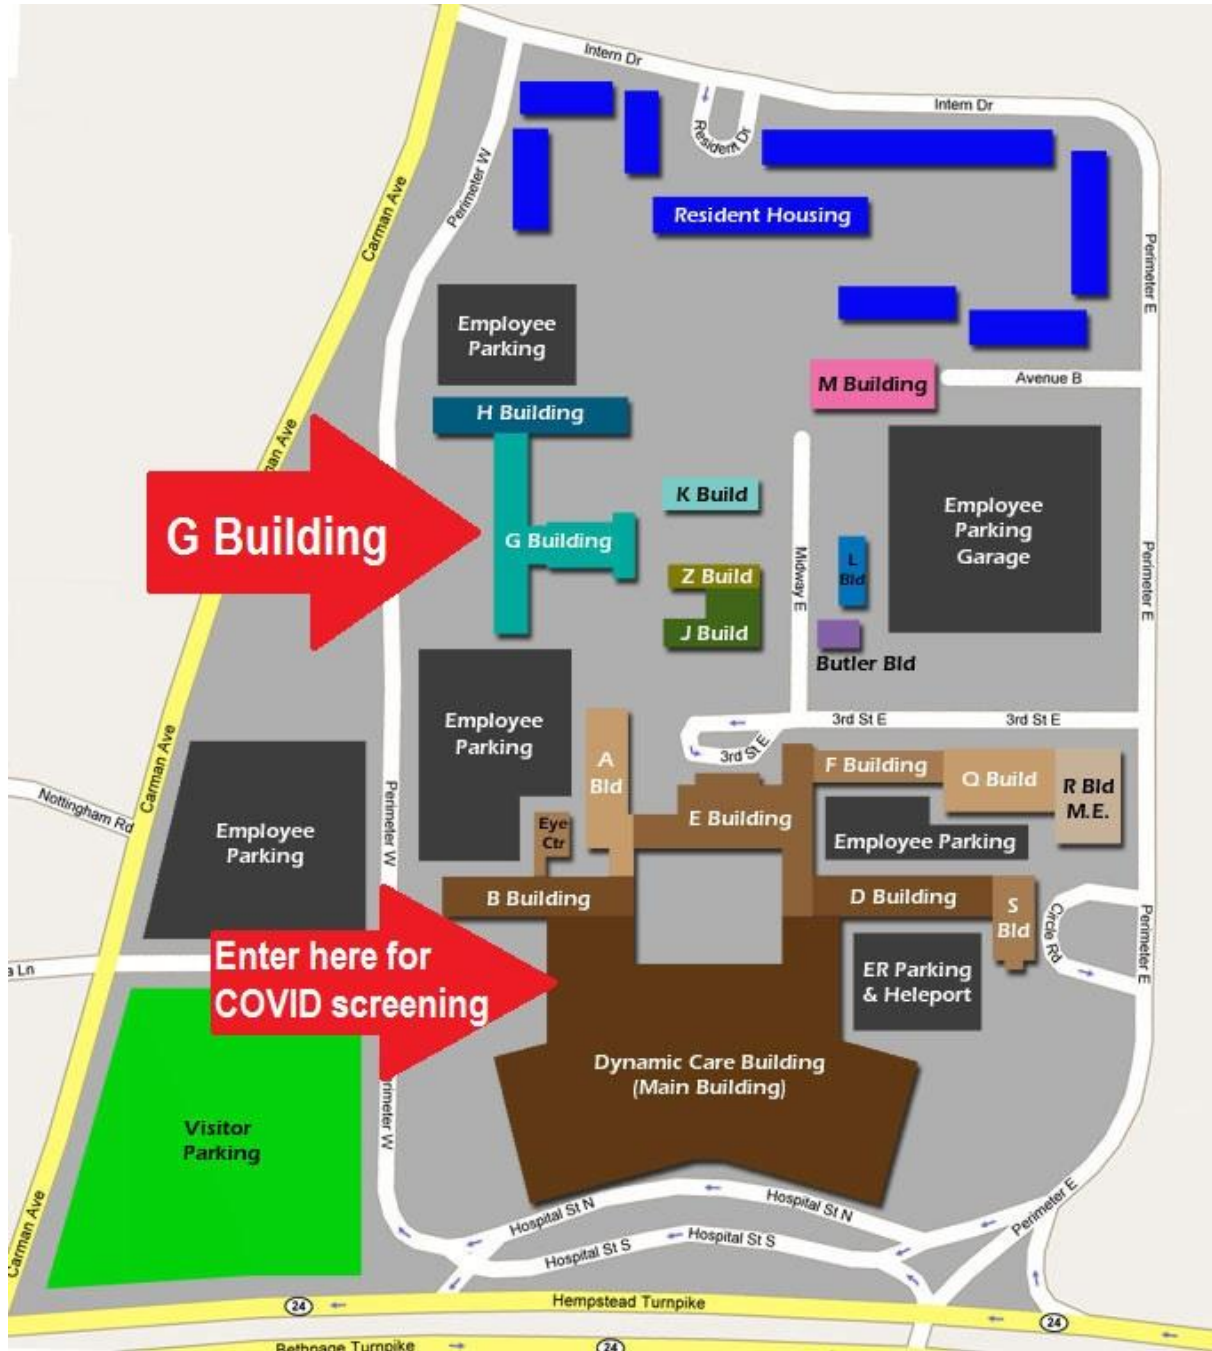 Intern Dr
Intern Dr
Resident Dr
Perimeter W
Carman Ave
Resident Housing
Perimeter E
Employee
Parking
M Building
Avenue B
H Building
G Building
K Build
Employee
Parking
Garage
G Building
Z Build
L
Bld
Midway E
Perimeter E
J Build
Butler Bld
Employee
Parking
3rd St E
3rd St E
3rd St E
Carman Ave
Nottingham Rd
Employee
Parking
Perimeter W
A
Bld
F Building
Q Build
R Bld
M.E.
E Building
Eye
Ctr
Employee Parking
B Building
D Building
S
Bld
Circle Rd
Perimeter E
Enter here for
COVID screening
ER Parking
& Heleport
Dynamic Care Building
(Main Building)
Visitor
Parking
Hospital St N
Hospital St N
Perimeter E
Hospital St S
Hospital St S
Carman Ave
24
Hempstead Turnpike
24
Bethpage Turnpike
24